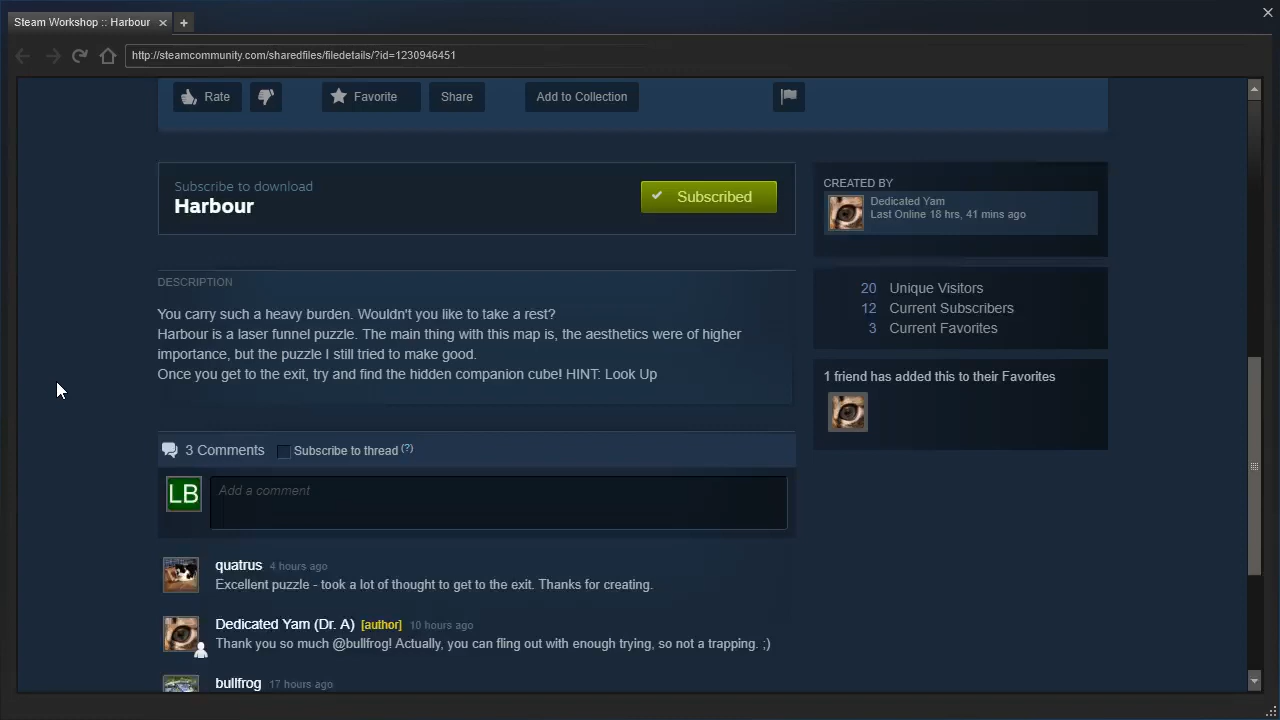 Steam Workshop :: Harbour
http://steamcommunity.com/sharedfiles/filedetails/?id=1230946451
Rate Favorite Share Add to Collection
Subscribe to download
Harbour
Subscribed
CREATED BY
Dedicated Yam
Last Online 18 hrs, 41 mins ago
20 Unique Visitors
12 Current Subscribers
3 Current Favorites
1 friend has added this to their Favorites
DESCRIPTION
You carry such a heavy burden. Wouldn't you like to take a rest?
Harbour is a laser funnel puzzle. The main thing with this map is, the aesthetics were of higher
importance, but the puzzle I still tried to make good.
Once you get to the exit, try and find the hidden companion cube! HINT: Look Up
3 Comments Subscribe to thread (?)
LB
Add a comment
quatrus 4 hours ago
Excellent puzzle - took a lot of thought to get to the exit. Thanks for creating.
Dedicated Yam (Dr. A) [author] 10 hours ago
Thank you so much @bullfrog! Actually, you can fling out with enough trying, so not a trapping. ;)
bullfrog 17 hours ago